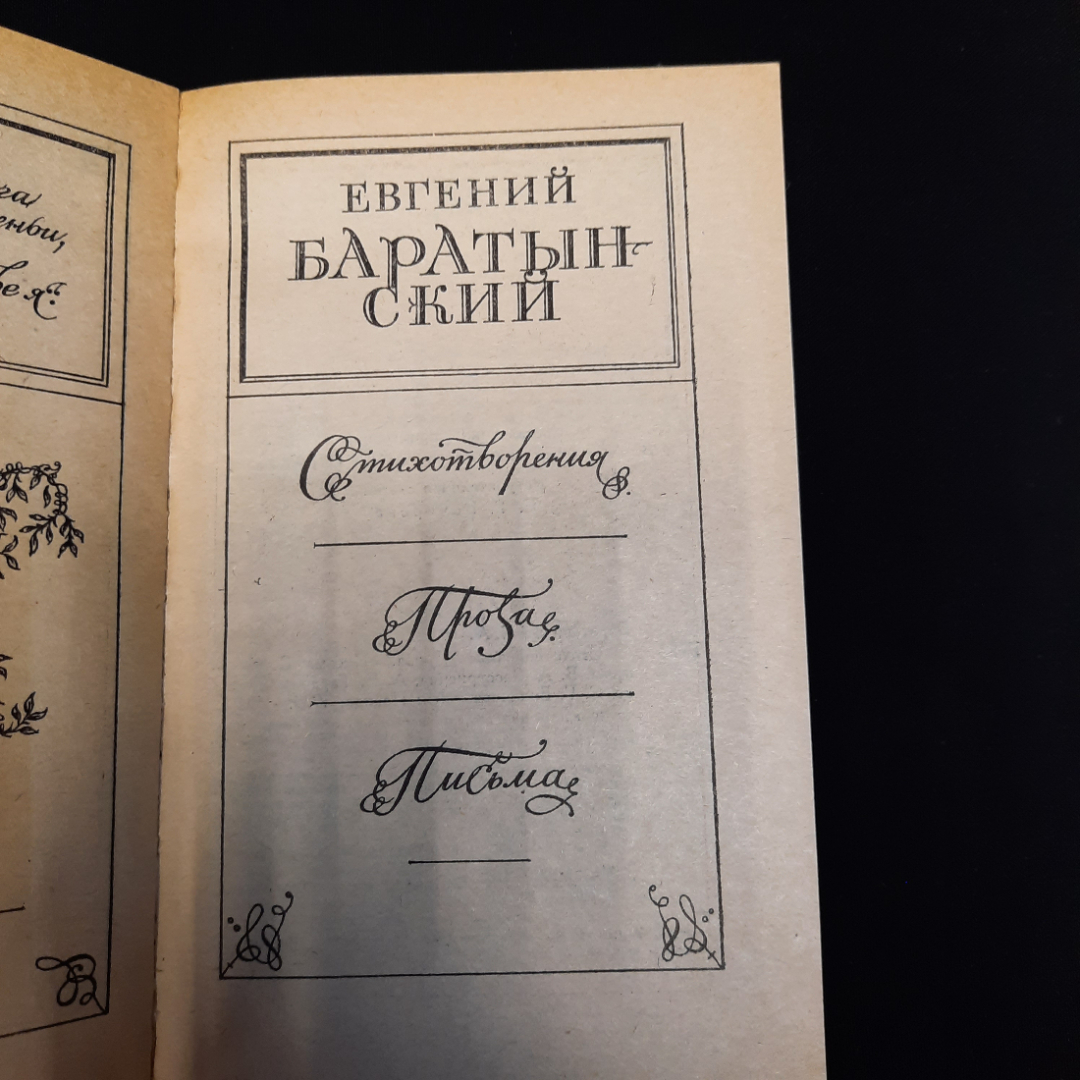 ЕВГЕНИЙ
БАРАТЫН-
СКИЙ
Стихотворения
Проза
Письма